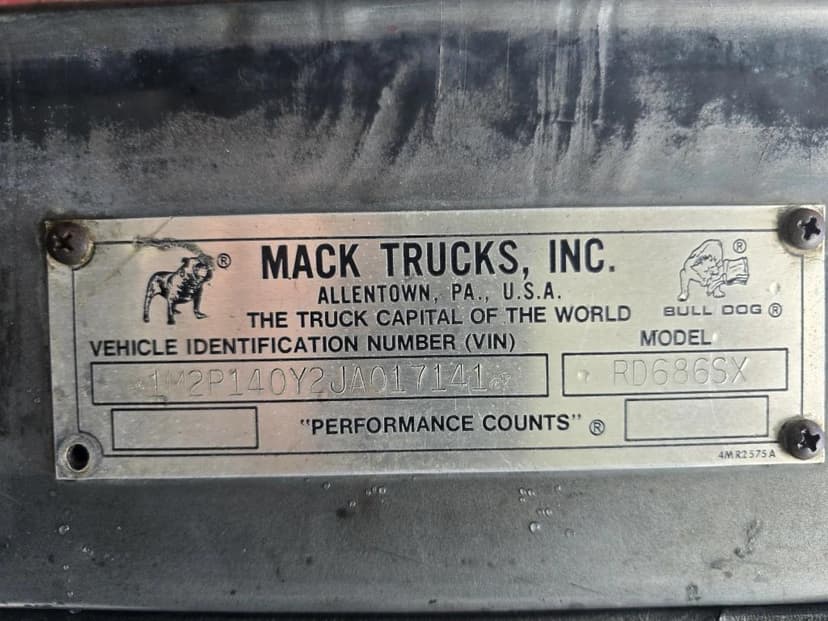 MACK TRUCKS, INC.
ALLENTOWN, PA., U.S.A.
THE TRUCK CAPITAL OF THE WORLD
BULL DOG ®
®
®
VEHICLE IDENTIFICATION NUMBER (VIN)
MODEL
1M2P140Y2JA017141
RD686SX
"PERFORMANCE COUNTS" ®
4MR2575A